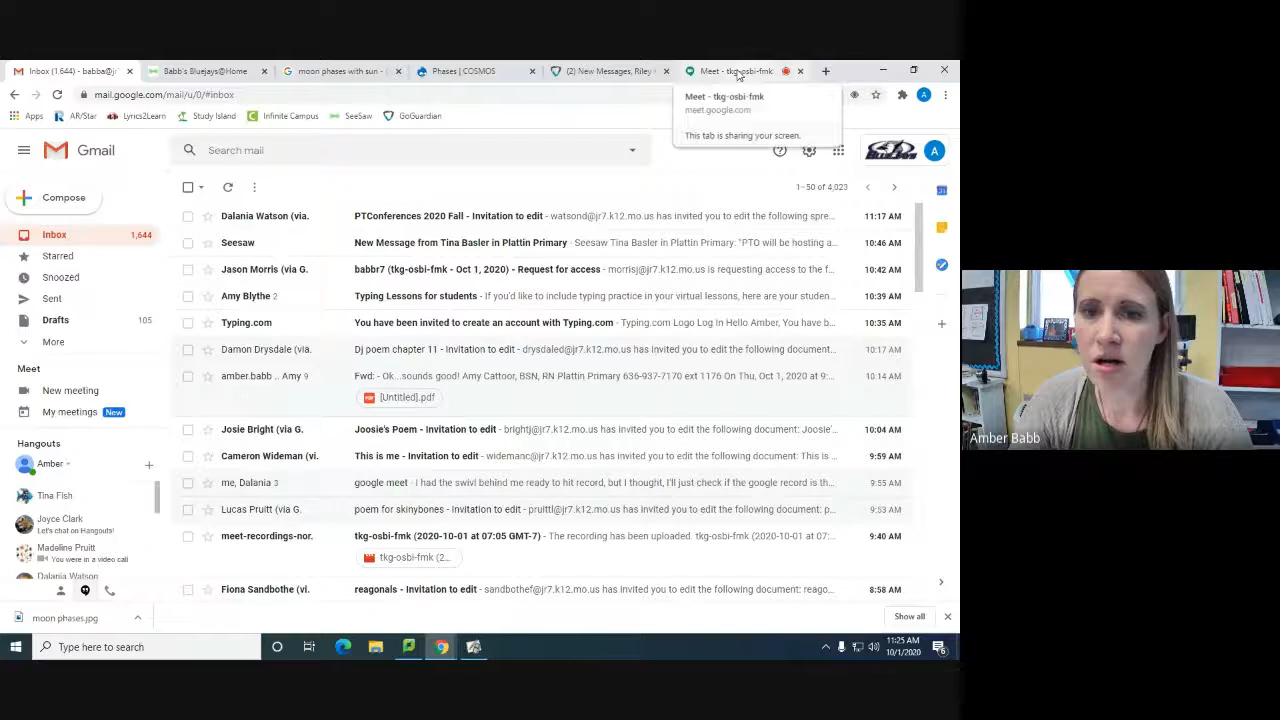 Inbox (1,644) - babba@jr
Babb's Bluejays@Home
moon phases with sun -
Phases | COSMOS
(2) New Messages, Riley
Meet - tkg-osbi-fmk
mail.google.com/mail/u/0/#inbox
Meet - tkg-osbi-fmk
meet.google.com
This tab is sharing your screen.
Apps
AR/Star
Lyrics2Learn
Study Island
Infinite Campus
SeeSaw
GoGuardian
Gmail
Search mail
BLUEJAYS
A
Compose
1–50 of 4,023
Inbox 1,644
Starred
Snoozed
Sent
Drafts 105
More
Meet
New meeting
My meetings New
Hangouts
Amber
Tina Fish
Joyce Clark
Let's chat on Hangouts!
Madeline Pruitt
You were in a video call
Dalania Watson
Dalania Watson (via. PTConferences 2020 Fall - Invitation to edit - watsond@jr7.k12.mo.us has invited you to edit the following spre... 11:17 AM
Seesaw New Message from Tina Basler in Plattin Primary - Seesaw Tina Basler in Plattin Primary: "PTO will be hosting a... 10:46 AM
Jason Morris (via G. babbr7 (tkg-osbi-fmk - Oct 1, 2020) - Request for access - morrisj@jr7.k12.mo.us is requesting access to the f... 10:42 AM
Amy Blythe 2 Typing Lessons for students - If you'd like to include typing practice in your virtual lessons, here are your studen... 10:39 AM
Typing.com You have been invited to create an account with Typing.com - Typing.com Logo Log In Hello Amber, You have b... 10:35 AM
Damon Drysdale (via. Dj poem chapter 11 - Invitation to edit - drysdaled@jr7.k12.mo.us has invited you to edit the following document... 10:17 AM
amber.babb .. Amy 9 Fwd: - Ok...sounds good! Amy Cattoor, BSN, RN Plattin Primary 636-937-7170 ext 1176 On Thu, Oct 1, 2020 at 9:... 10:14 AM
[Untitled].pdf
Josie Bright (via G. Joosie's Poem - Invitation to edit - brightj@jr7.k12.mo.us has invited you to edit the following document: Joosie'... 10:04 AM
Cameron Wideman (vi. This is me - Invitation to edit - widemanc@jr7.k12.mo.us has invited you to edit the following document: This is ... 9:59 AM
me, Dalania 3 google meet - I had the swivl behind me ready to hit record, but I thought, I'll just check if the google record is th... 9:55 AM
Lucas Pruitt (via G. poem for skinybones - Invitation to edit - pruittl@jr7.k12.mo.us has invited you to edit the following document: p... 9:53 AM
meet-recordings-nor. tkg-osbi-fmk (2020-10-01 at 07:05 GMT-7) - The recording has been uploaded. tkg-osbi-fmk (2020-10-01 at 07:... 9:40 AM
tkg-osbi-fmk (2...
Fiona Sandbothe (vi. reagonals - Invitation to edit - sandbothef@jr7.k12.mo.us has invited you to edit the following document: reago... 8:58 AM
moon phases.jpg
Show all
Type here to search
11:25 AM
10/1/2020
Amber Babb